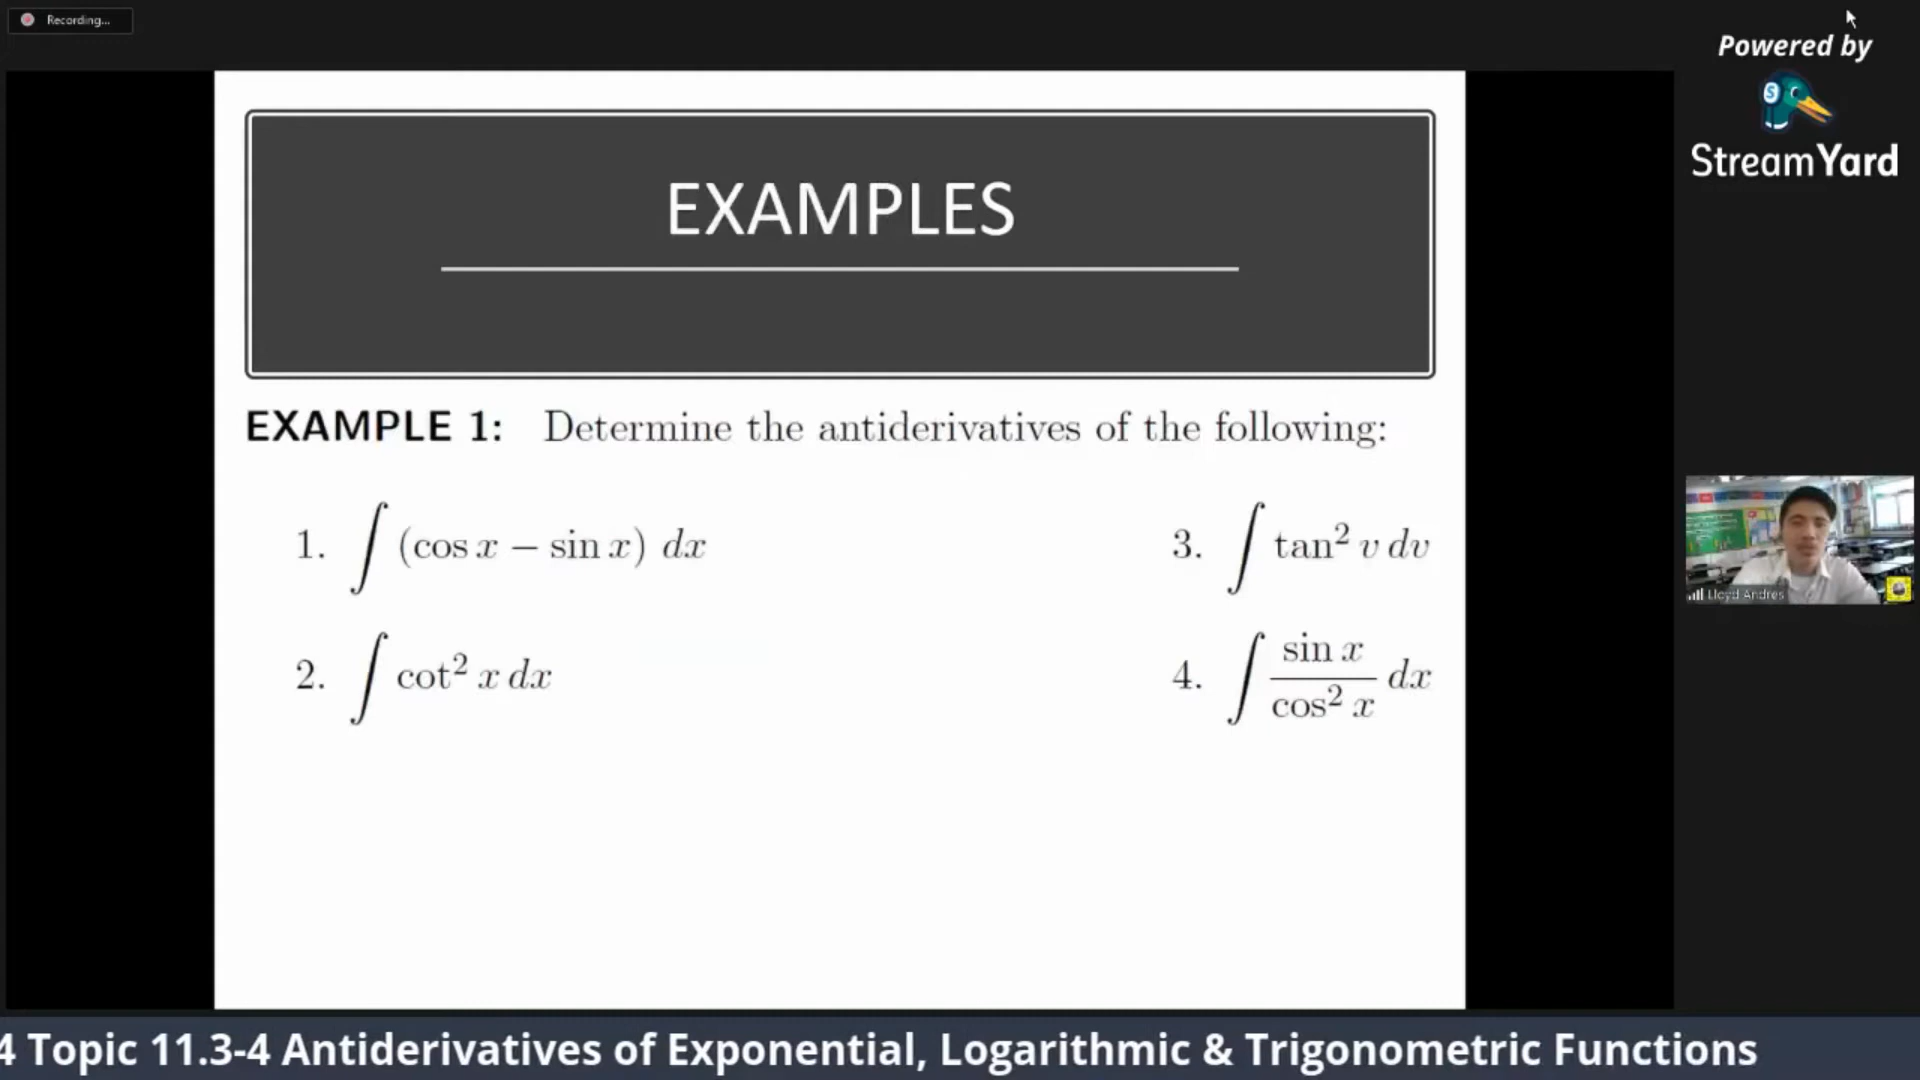 Recording...
Powered by
StreamYard
EXAMPLES
EXAMPLE 1: Determine the antiderivatives of the following:
1. ∫ (cos x − sin x) dx
3. ∫ tan² v dv
2. ∫ cot² x dx
4. ∫ sin x / cos² x dx
Lloyd Andres
4 Topic 11.3-4 Antiderivatives of Exponential, Logarithmic & Trigonometric Functions